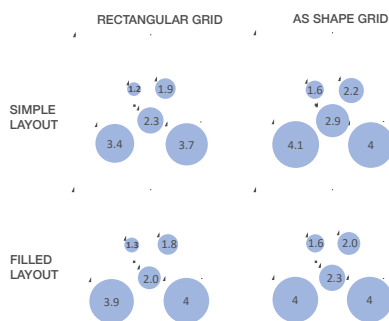 RECTANGULAR GRID AS SHAPE GRID
SIMPLE
LAYOUT
1.2 1.9 1.6 2.2
2.3 2.9
3.4 3.7 4.1 4
FILLED
LAYOUT
1.3 1.8 1.6 2.0
2.0 2.3
3.9 4 4 4